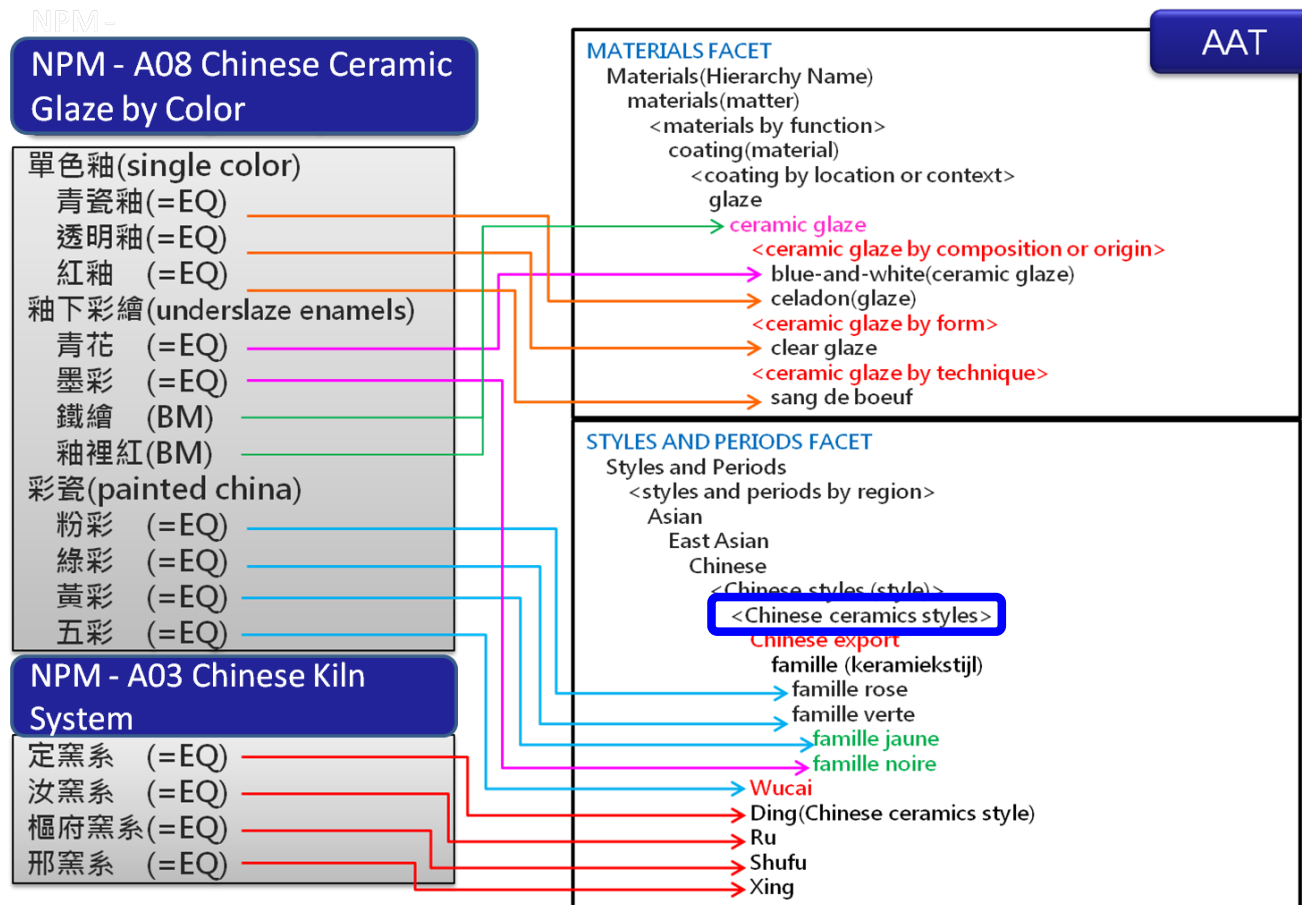 NPM -
NPM - A08 Chinese Ceramic
Glaze by Color
單色釉(single color)
青瓷釉(=EQ)
透明釉(=EQ)
紅釉 (=EQ)
釉下彩繪(underslaze enamels)
青花 (=EQ)
墨彩 (=EQ)
鐵繪 (BM)
釉裡紅(BM)
彩瓷(painted china)
粉彩 (=EQ)
綠彩 (=EQ)
黃彩 (=EQ)
五彩 (=EQ)
NPM - A03 Chinese Kiln
System
定窯系 (=EQ)
汝窯系 (=EQ)
樞府窯系(=EQ)
邢窯系 (=EQ)
AAT
MATERIALS FACET
Materials(Hierarchy Name)
materials(matter)
<materials by function>
coating(material)
<coating by location or context>
glaze
ceramic glaze
<ceramic glaze by composition or origin>
blue-and-white(ceramic glaze)
celadon(glaze)
<ceramic glaze by form>
clear glaze
<ceramic glaze by technique>
sang de boeuf
STYLES AND PERIODS FACET
Styles and Periods
<styles and periods by region>
Asian
East Asian
Chinese
<Chinese styles (style)>
<Chinese ceramics styles>
Chinese export
famille (keramiekstijl)
famille rose
famille verte
famille jaune
famille noire
Wucai
Ding(Chinese ceramics style)
Ru
Shufu
Xing